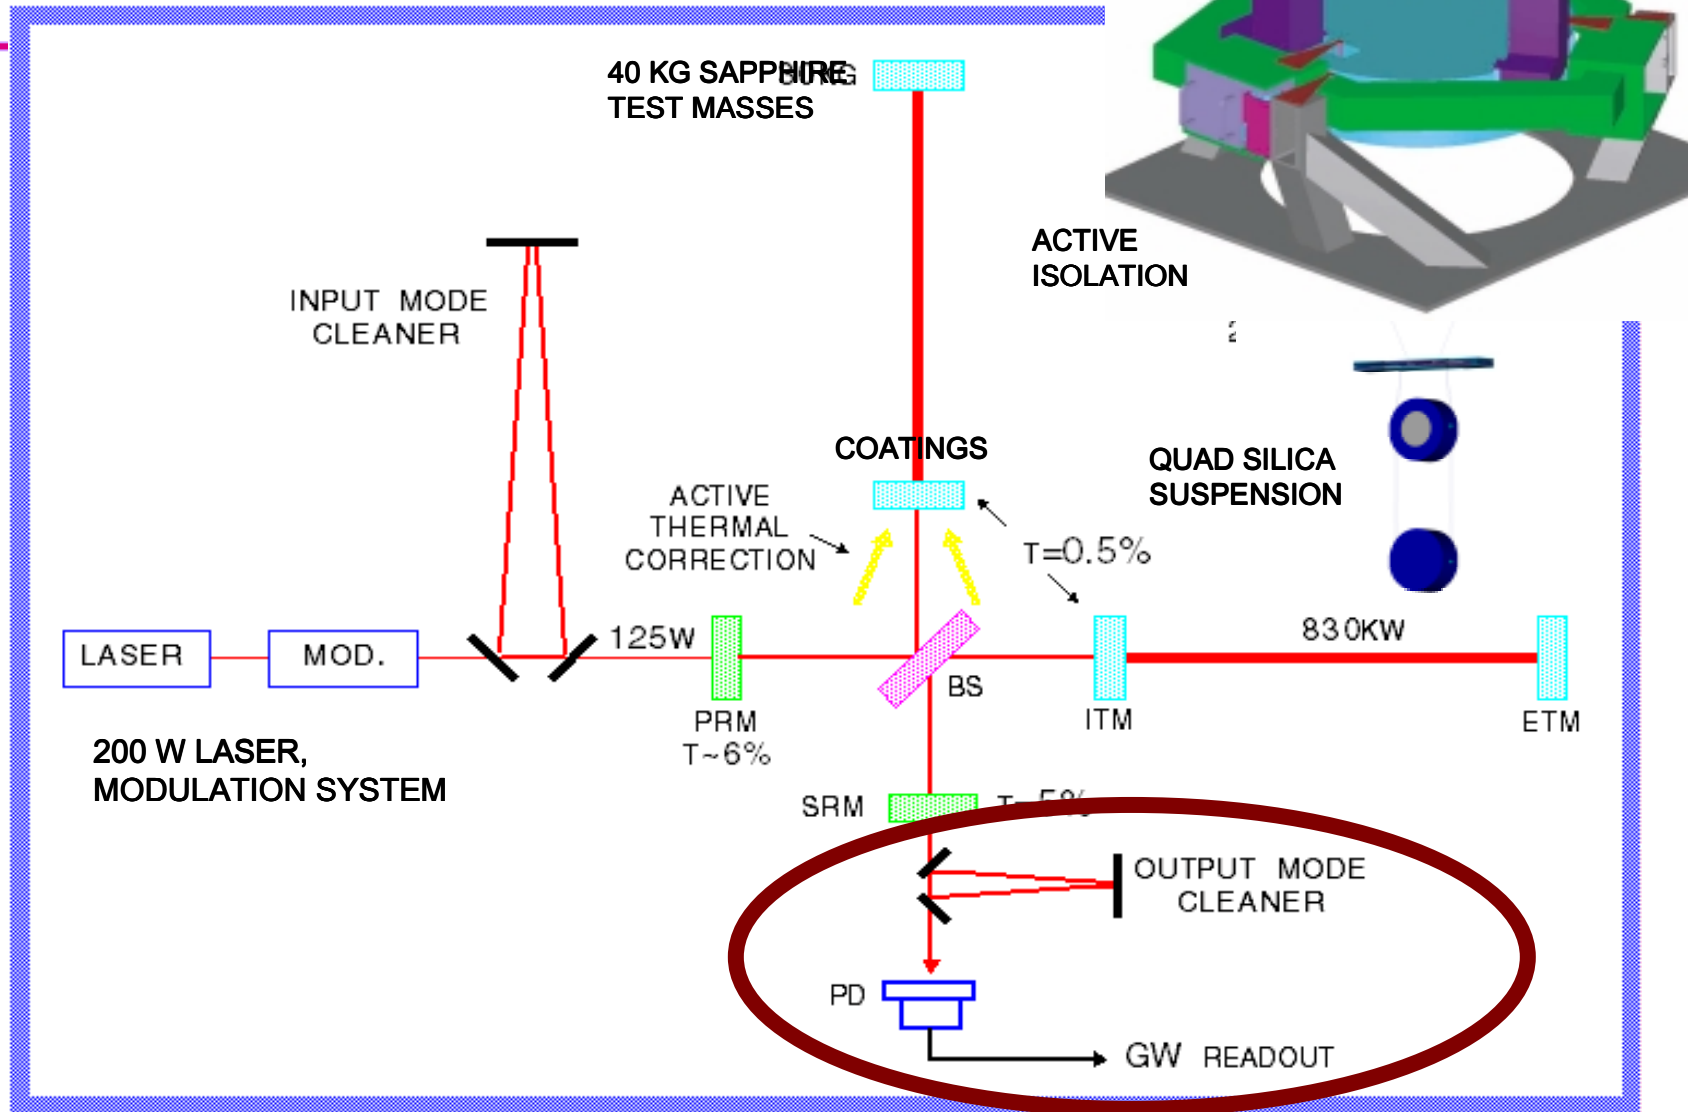 40 KG SAPPHIRE
TEST MASSES
ACTIVE
ISOLATION
INPUT MODE
CLEANER
COATINGS
QUAD SILICA
SUSPENSION
ACTIVE
THERMAL
CORRECTION
T=0.5%
LASER
MOD.
125W
830KW
BS
PRM
T~6%
ITM
ETM
200 W LASER,
MODULATION SYSTEM
SRM
T=5%
OUTPUT MODE
CLEANER
PD
GW READOUT